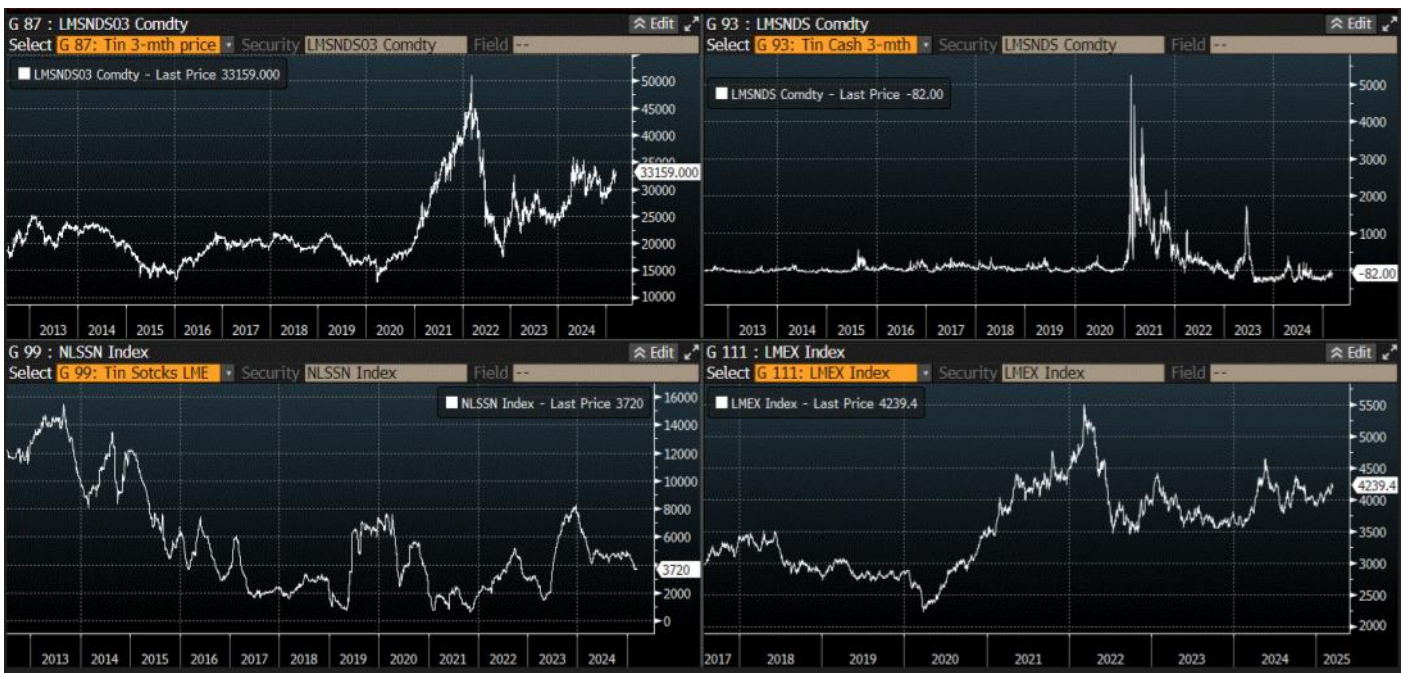 G 87 : LMSNDS03 Comdty
Edit
Select G 87: Tin 3-mth price Security LMSNDS03 Comdty Field --
LMSNDS03 Comdty - Last Price 33159.000
50000
45000
40000
35000
33159.000
30000
25000
20000
15000
10000
2013 2014 2015 2016 2017 2018 2019 2020 2021 2022 2023 2024
G 93 : LMSNDS Comdty
Edit
Select G 93: Tin Cash 3-mth Security LMSNDS Comdty Field --
LMSNDS Comdty - Last Price -82.00
5000
4000
3000
2000
1000
-82.00
2013 2014 2015 2016 2017 2018 2019 2020 2021 2022 2023 2024
G 99 : NLSSN Index
Edit
Select G 99: Tin Sotcks LME Security NLSSN Index Field --
NLSSN Index - Last Price 3720
16000
14000
12000
10000
8000
6000
3720
2000
0
2013 2014 2015 2016 2017 2018 2019 2020 2021 2022 2023 2024
G 111 : LMEX Index
Edit
Select G 111: LMEX Index Security LMEX Index Field --
LMEX Index - Last Price 4239.4
5500
5000
4500
4239.4
4000
3500
3000
2500
2000
2017 2018 2019 2020 2021 2022 2023 2024 2025